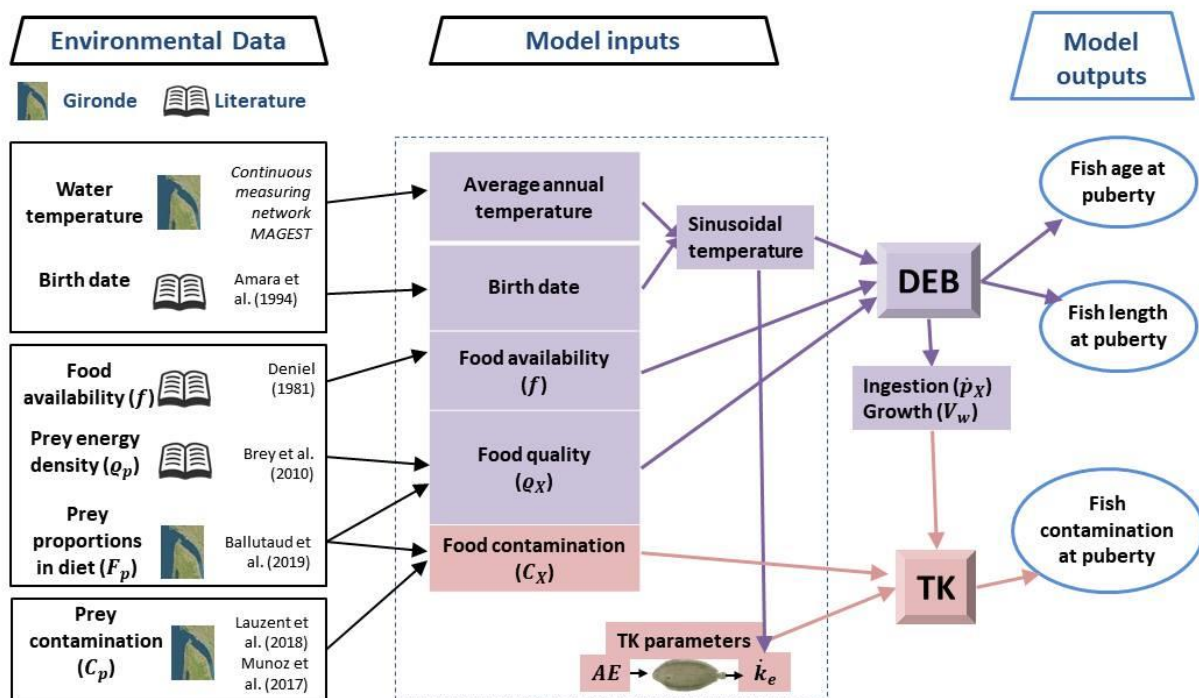 Environmental Data
Model inputs
Model
outputs
Gironde
Literature
Water
temperature
Continuous
measuring
network
MAGEST
Birth date
Amara et
al. (1994)
Food
availability (f)
Deniel
(1981)
Prey energy
density (ϱp)
Brey et al.
(2010)
Prey
proportions
in diet (Fp)
Ballutaud et
al. (2019)
Prey
contamination
(Cp)
Lauzent et
al. (2018)
Munoz et
al. (2017)
Average annual
temperature
Birth date
Food availability
(f)
Food quality
(ϱX)
Food contamination
(CX)
Sinusoidal
temperature
TK parameters
AE
k̇e
DEB
Ingestion (ṗX)
Growth (Vw)
TK
Fish age at
puberty
Fish length
at puberty
Fish
contamination
at puberty